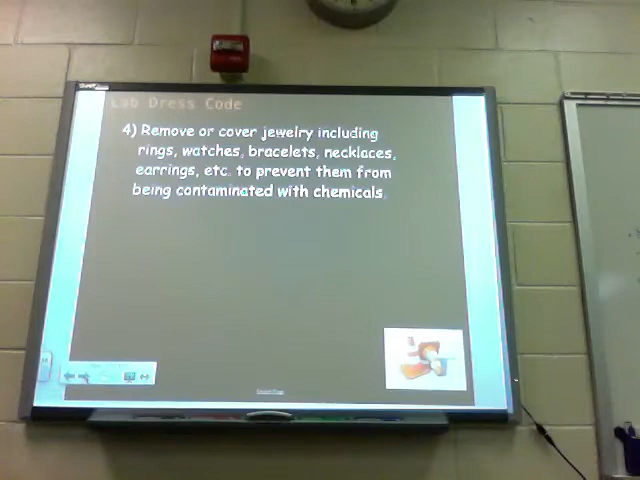 Lab Dress Code
4) Remove or cover jewelry including
rings, watches, bracelets, necklaces,
earrings, etc. to prevent them from
being contaminated with chemicals.